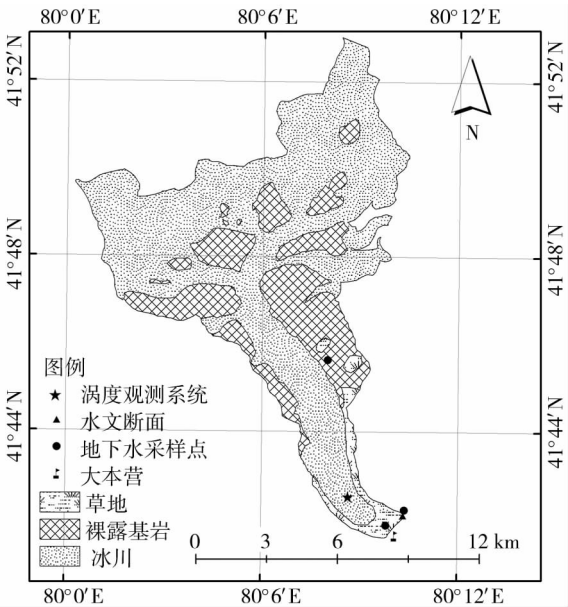 80°0′E 80°6′E 80°12′E
41°52′N 41°52′N
N
41°48′N 41°48′N
41°44′N 41°44′N
图例
涡度观测系统
水文断面
地下水采样点
大本营
草地
裸露基岩
冰川
0 3 6 12 km
80°0′E 80°6′E 80°12′E